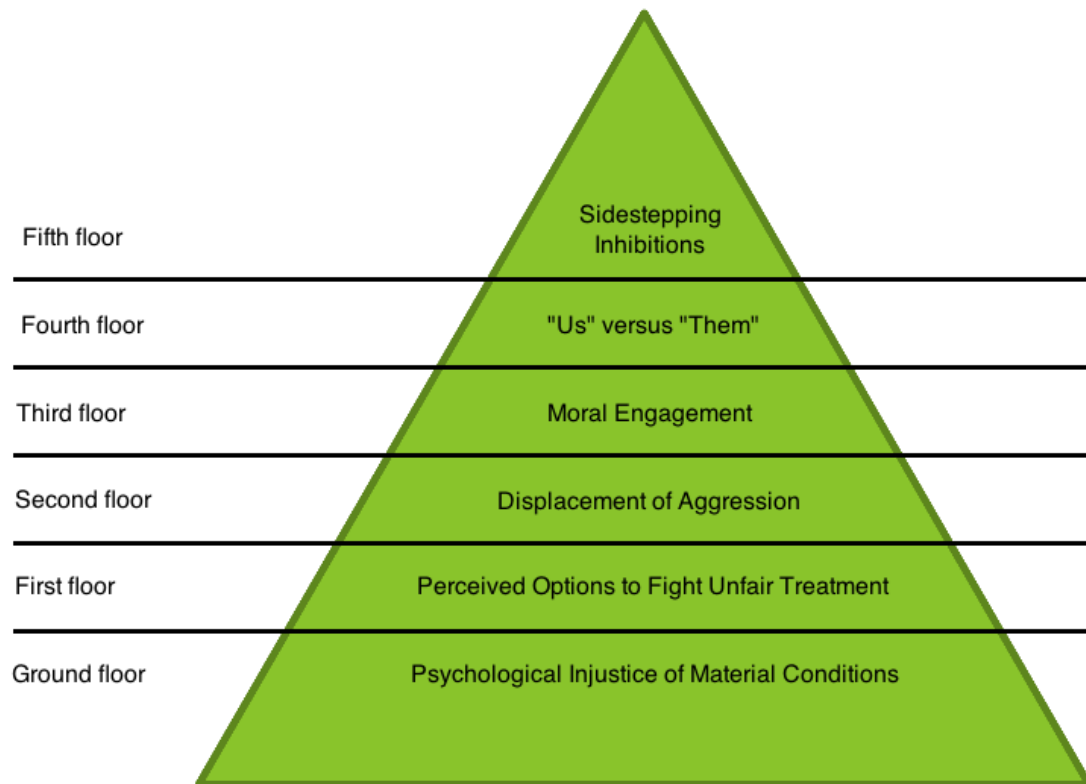 Fifth floor
Sidestepping
Inhibitions
Fourth floor
"Us" versus "Them"
Third floor
Moral Engagement
Second floor
Displacement of Aggression
First floor
Perceived Options to Fight Unfair Treatment
Ground floor
Psychological Injustice of Material Conditions